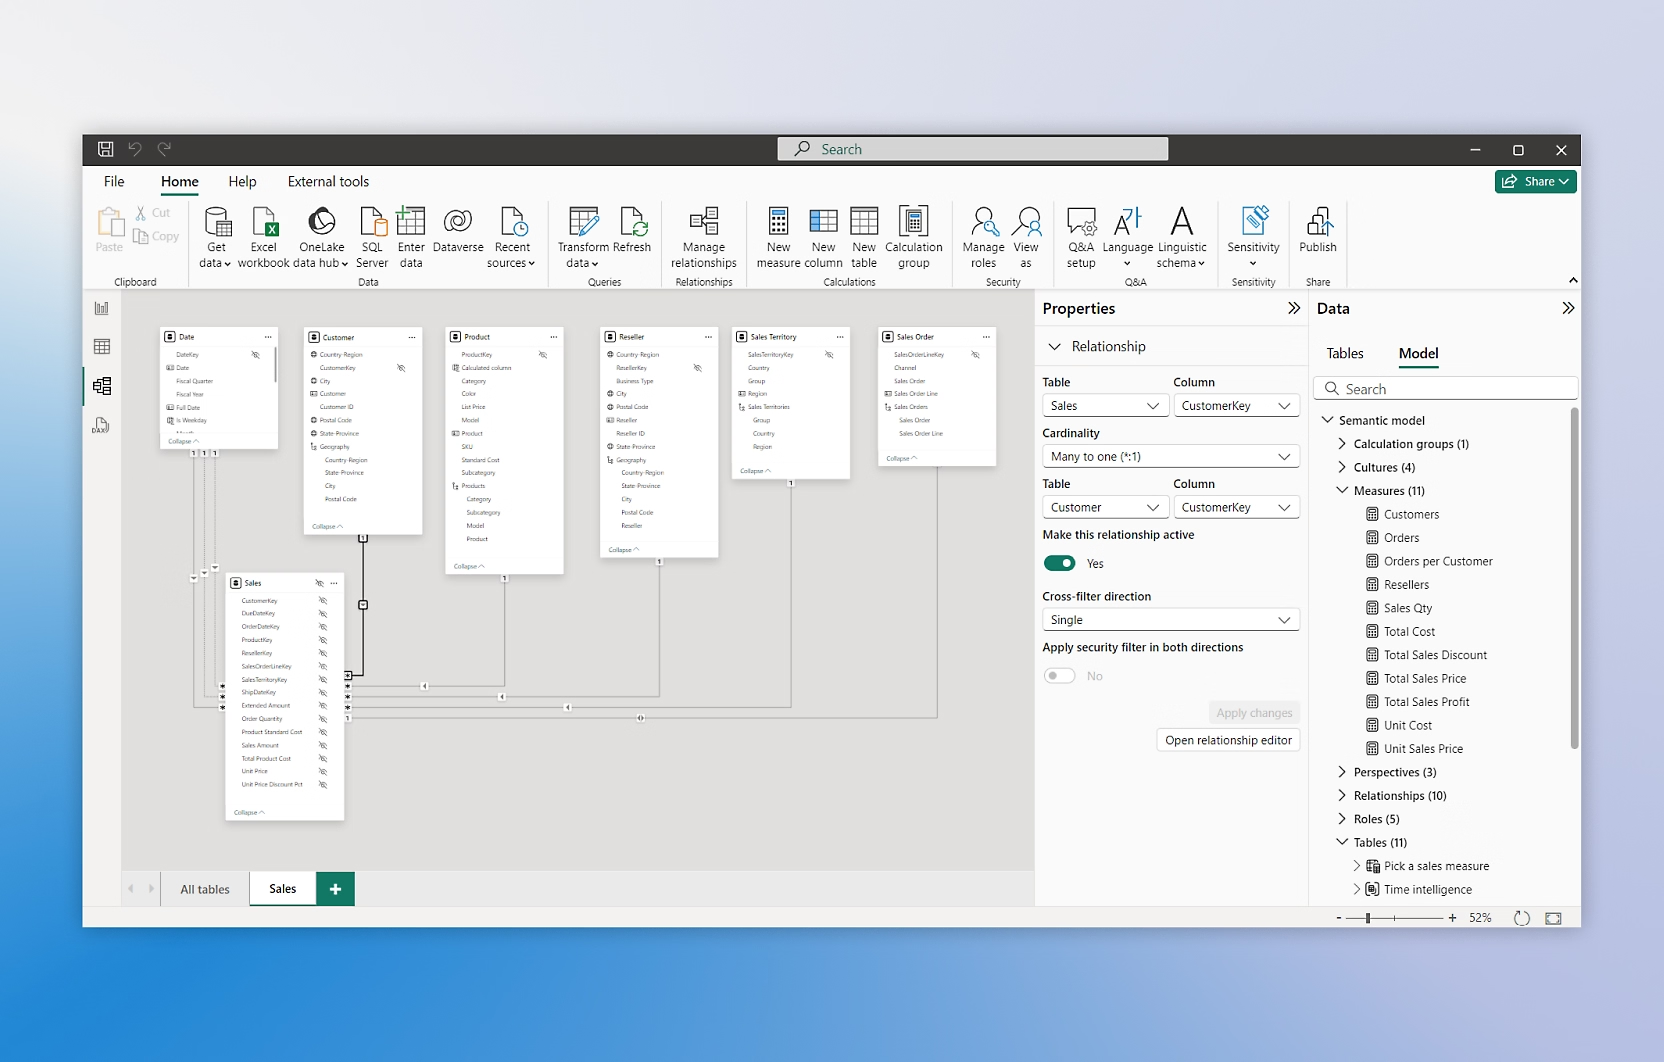 Search
File
Home
Help
External tools
Share
Paste
Cut
Copy
Clipboard
Get
data
Excel
workbook
OneLake
data hub
SQL
Server
Enter
data
Dataverse
Recent
sources
Data
Transform
data
Refresh
Queries
Manage
relationships
Relationships
New
measure
New
column
New
table
Calculation
group
Calculations
Manage
roles
View
as
Security
Q&A
setup
Language
Linguistic
schema
Q&A
Sensitivity
Sensitivity
Publish
Share
DAX
Date
DateKey
Date
Fiscal Quarter
Fiscal Year
Full Date
Is Weekday
Month
Collapse
1 1 1
Customer
Country-Region
CustomerKey
City
Customer
Customer ID
Postal Code
State-Province
Geography
Country-Region
State-Province
City
Postal Code
Collapse
1
Product
ProductKey
Calculated column
Category
Color
List Price
Model
Product
SKU
Standard Cost
Subcategory
Products
Category
Subcategory
Model
Product
Collapse
1
Reseller
Country-Region
ResellerKey
Business Type
City
Postal Code
Reseller
Reseller ID
State-Province
Geography
Country-Region
State-Province
City
Postal Code
Reseller
Collapse
1
Sales Territory
SalesTerritoryKey
Country
Group
Region
Sales Territories
Group
Country
Region
Collapse
1
Sales Order
SalesOrderLineKey
Channel
Sales Order
Sales Order Line
Sales Orders
Sales Order
Sales Order Line
Collapse
Sales
CustomerKey
DueDateKey
OrderDateKey
ProductKey
ResellerKey
SalesOrderLineKey
SalesTerritoryKey
ShipDateKey
Extended Amount
Order Quantity
Product Standard Cost
Sales Amount
Total Product Cost
Unit Price
Unit Price Discount Pct
Collapse
* * *
* * * *
1
All tables
Sales
+
Properties
Relationship
Table
Column
Sales
CustomerKey
Cardinality
Many to one (*:1)
Table
Column
Customer
CustomerKey
Make this relationship active
Yes
Cross-filter direction
Single
Apply security filter in both directions
No
Apply changes
Open relationship editor
Data
Tables
Model
Search
Semantic model
Calculation groups (1)
Cultures (4)
Measures (11)
Customers
Orders
Orders per Customer
Resellers
Sales Qty
Total Cost
Total Sales Discount
Total Sales Price
Total Sales Profit
Unit Cost
Unit Sales Price
Perspectives (3)
Relationships (10)
Roles (5)
Tables (11)
Pick a sales measure
Time intelligence
- + 52%